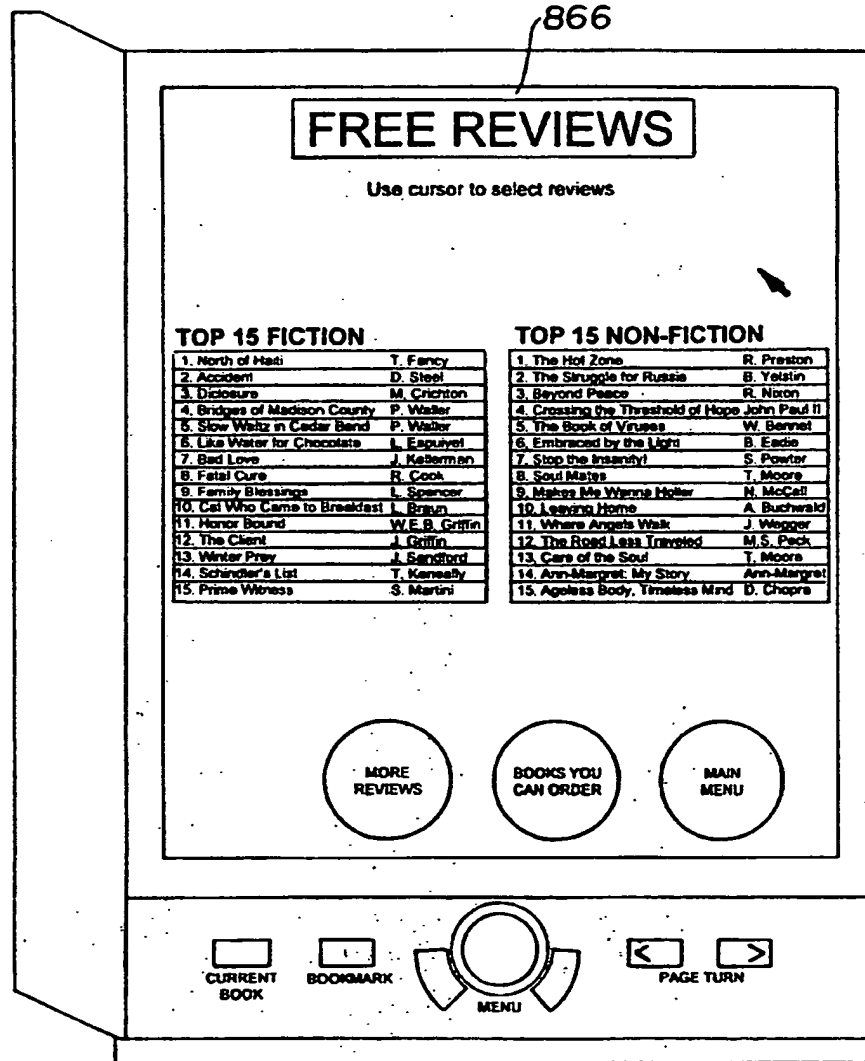 866
FREE REVIEWS
Use cursor to select reviews
TOP 15 FICTION
1. North of Haiti T. Fancy
2. Accident D. Steel
3. Diclosure M. Crichton
4. Bridges of Madison County P. Waller
5. Slow Waltz in Cedar Bend P. Waller
6. Like Water for Chocolate L. Esquivel
7. Bad Love J. Kellerman
8. Fatal Cure R. Cook
9. Family Blessings L. Spencer
10. Cat Who Came to Breakfast L. Braun
11. Honor Bound W.E.B. Griffin
12. The Client J. Griffin
13. Winter Prey J. Sandford
14. Schindler's List T. Keneally
15. Prime Witness S. Martini
TOP 15 NON-FICTION
1. The Hot Zone R. Preston
2. The Struggle for Russia B. Yelstin
3. Beyond Peace R. Nixon
4. Crossing the Threshold of Hope John Paul II
5. The Book of Viruses W. Bennet
6. Embraced by the Light B. Eadie
7. Stop the Insanity! S. Powter
8. Soul Mates T. Moore
9. Makes Me Wanna Holler N. McCall
10. Leaving Home A. Buchwald
11. Where Angels Walk J. Wegger
12. The Road Less Traveled M.S. Peck
13. Care of the Soul T. Moore
14. Ann-Margret: My Story Ann-Margret
15. Ageless Body, Timeless Mind D. Chopra
MORE
REVIEWS
BOOKS YOU
CAN ORDER
MAIN
MENU
CURRENT
BOOK
BOOKMARK
MENU
< >
PAGE TURN